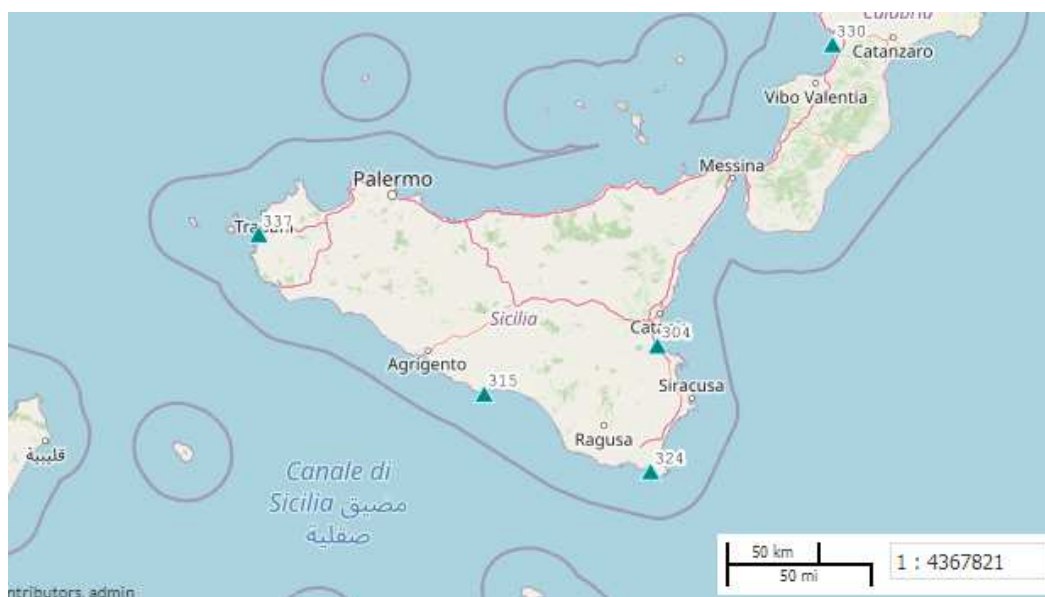 Calabria
330
Catanzaro
Vibo Valentia
Messina
Palermo
337
Sicilia
304
Agrigento
315
Siracusa
Ragusa
324
قليبية
Canale di
Sicilia مضيق
صقلية
50 km
50 mi
1 : 4367821
ntributors, admin